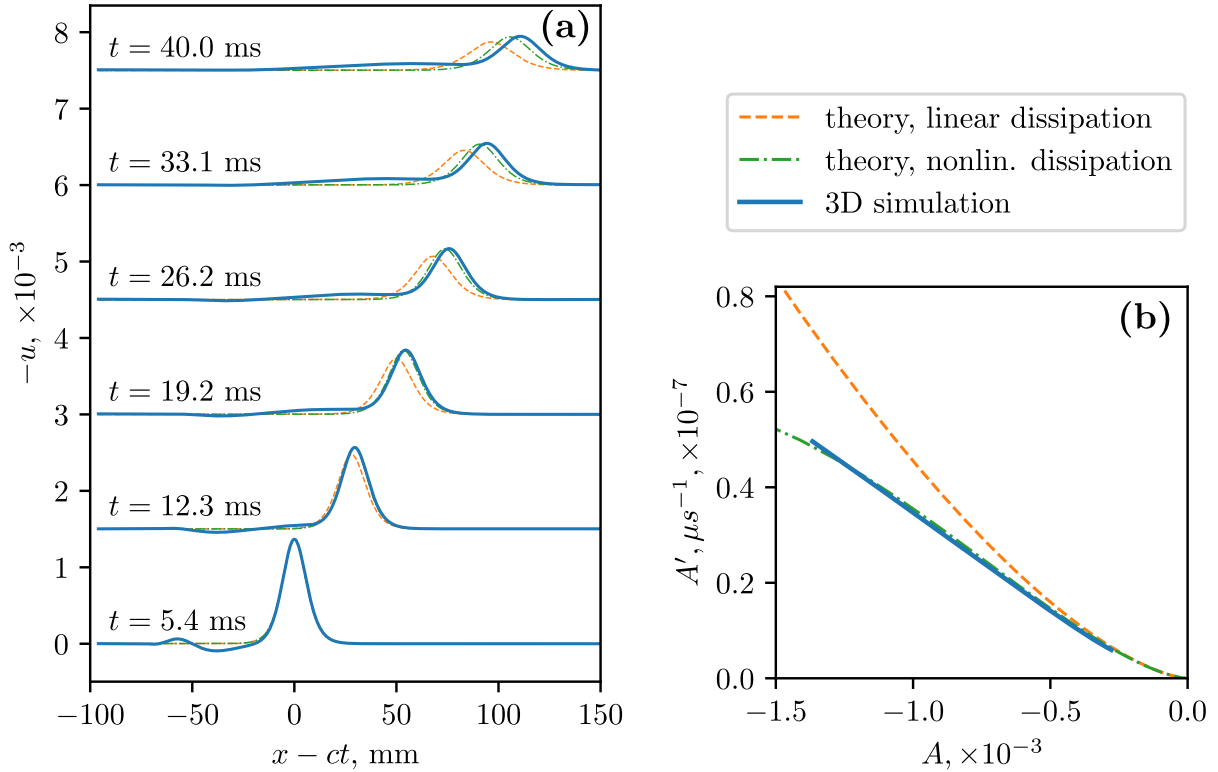 (a)
8
t = 40.0 ms
7
t = 33.1 ms
6
t = 26.2 ms
5
4
t = 19.2 ms
3
t = 12.3 ms
2
1
t = 5.4 ms
0
−u, ×10⁻³
−100 −50 0 50 100 150
x − ct, mm
theory, linear dissipation
theory, nonlin. dissipation
3D simulation
(b)
0.8
0.6
0.4
0.2
0.0
A′, μs⁻¹, ×10⁻⁷
−1.5 −1.0 −0.5 0.0
A, ×10⁻³